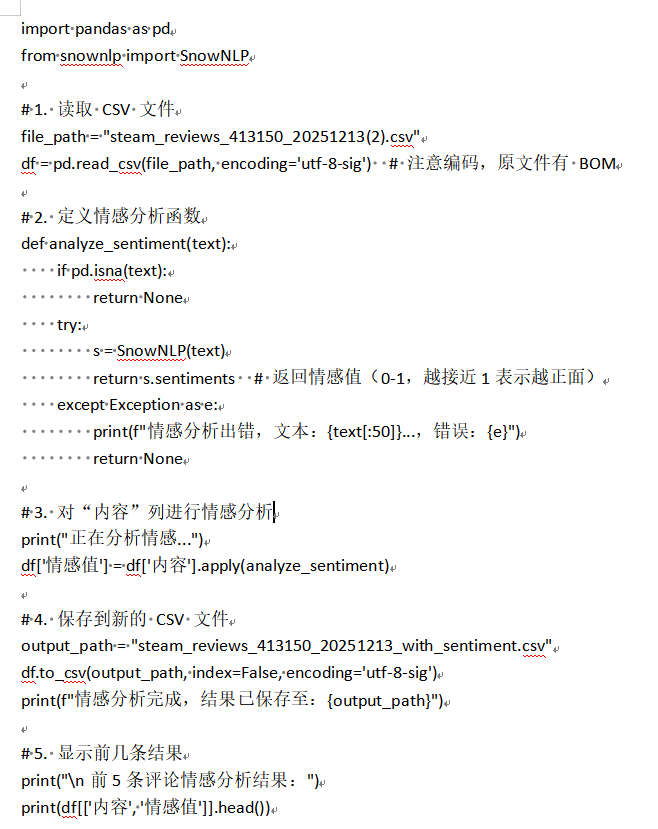 import pandas as pd
from snownlp import SnowNLP
# 1. 读取 CSV 文件
file_path = "steam_reviews_413150_20251213(2).csv"
df = pd.read_csv(file_path, encoding='utf-8-sig')  # 注意编码，原文件有 BOM
# 2. 定义情感分析函数
def analyze_sentiment(text):
    if pd.isna(text):
        return None
    try:
        s = SnowNLP(text)
        return s.sentiments  # 返回情感值（0-1，越接近 1 表示越正面）
    except Exception as e:
        print(f"情感分析出错，文本：{text[:50]}...，错误：{e}")
        return None
# 3. 对“内容”列进行情感分析
print("正在分析情感...")
df['情感值'] = df['内容'].apply(analyze_sentiment)
# 4. 保存到新的 CSV 文件
output_path = "steam_reviews_413150_20251213_with_sentiment.csv"
df.to_csv(output_path, index=False, encoding='utf-8-sig')
print(f"情感分析完成，结果已保存至：{output_path}")
# 5. 显示前几条结果
print("\n 前 5 条评论情感分析结果：")
print(df[['内容', '情感值']].head())